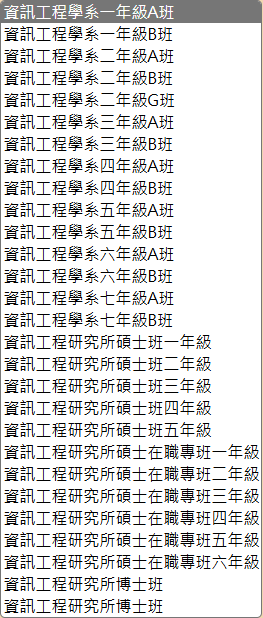 資訊工程學系一年級A班
資訊工程學系一年級B班
資訊工程學系二年級A班
資訊工程學系二年級B班
資訊工程學系二年級G班
資訊工程學系三年級A班
資訊工程學系三年級B班
資訊工程學系四年級A班
資訊工程學系四年級B班
資訊工程學系五年級A班
資訊工程學系五年級B班
資訊工程學系六年級A班
資訊工程學系六年級B班
資訊工程學系七年級A班
資訊工程學系七年級B班
資訊工程研究所碩士班一年級
資訊工程研究所碩士班二年級
資訊工程研究所碩士班三年級
資訊工程研究所碩士班四年級
資訊工程研究所碩士班五年級
資訊工程研究所碩士在職專班一年級
資訊工程研究所碩士在職專班二年級
資訊工程研究所碩士在職專班三年級
資訊工程研究所碩士在職專班四年級
資訊工程研究所碩士在職專班五年級
資訊工程研究所碩士在職專班六年級
資訊工程研究所博士班
資訊工程研究所博士班